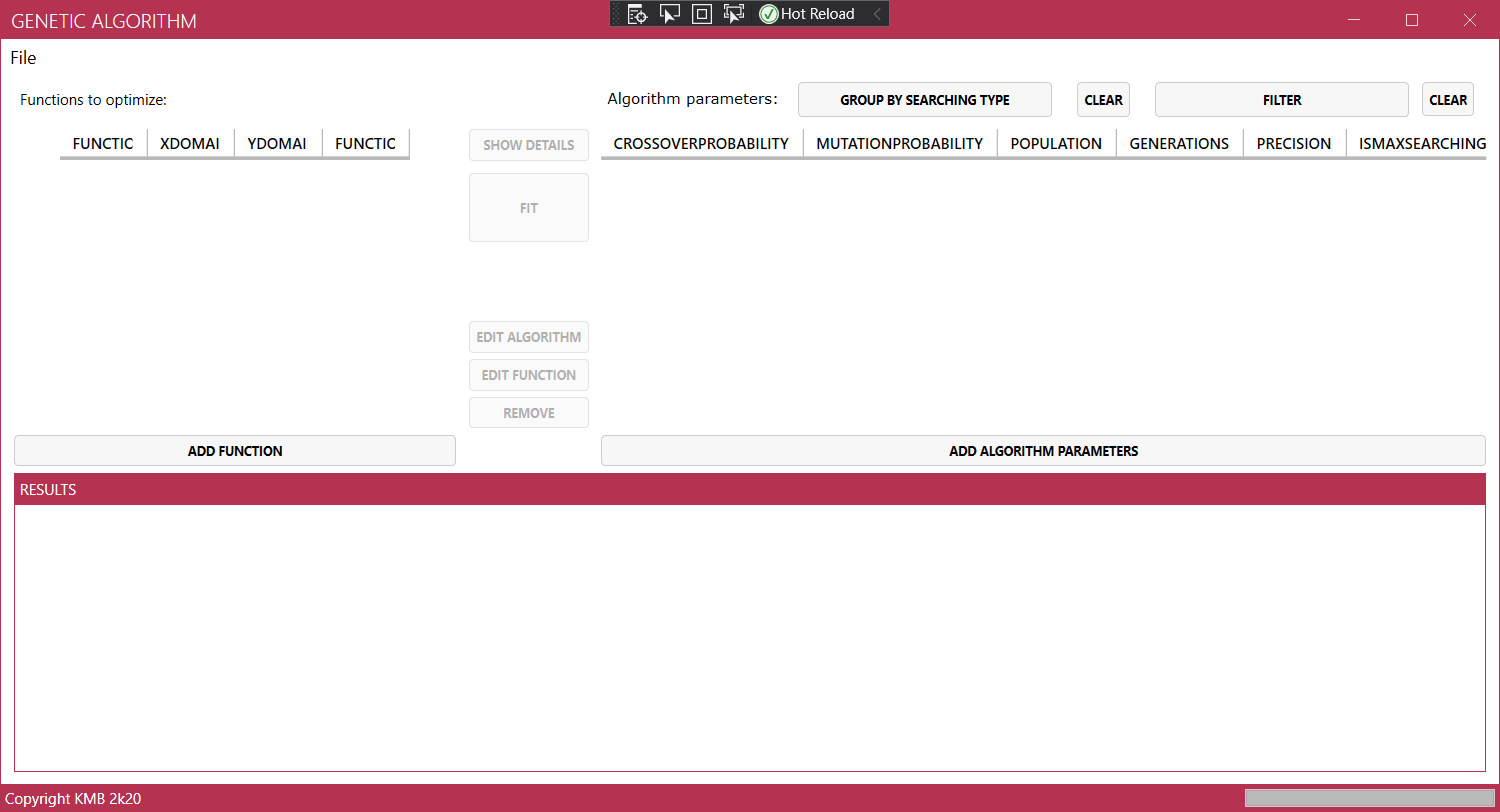 GENETIC ALGORITHM
Hot Reload
File
Functions to optimize:
Algorithm parameters:
GROUP BY SEARCHING TYPE
CLEAR
FILTER
CLEAR
FUNCTIC XDOMAI YDOMAI FUNCTIC
SHOW DETAILS
CROSSOVERPROBABILITY MUTATIONPROBABILITY POPULATION GENERATIONS PRECISION ISMAXSEARCHING
FIT
EDIT ALGORITHM
EDIT FUNCTION
REMOVE
ADD FUNCTION
ADD ALGORITHM PARAMETERS
RESULTS
Copyright KMB 2k20